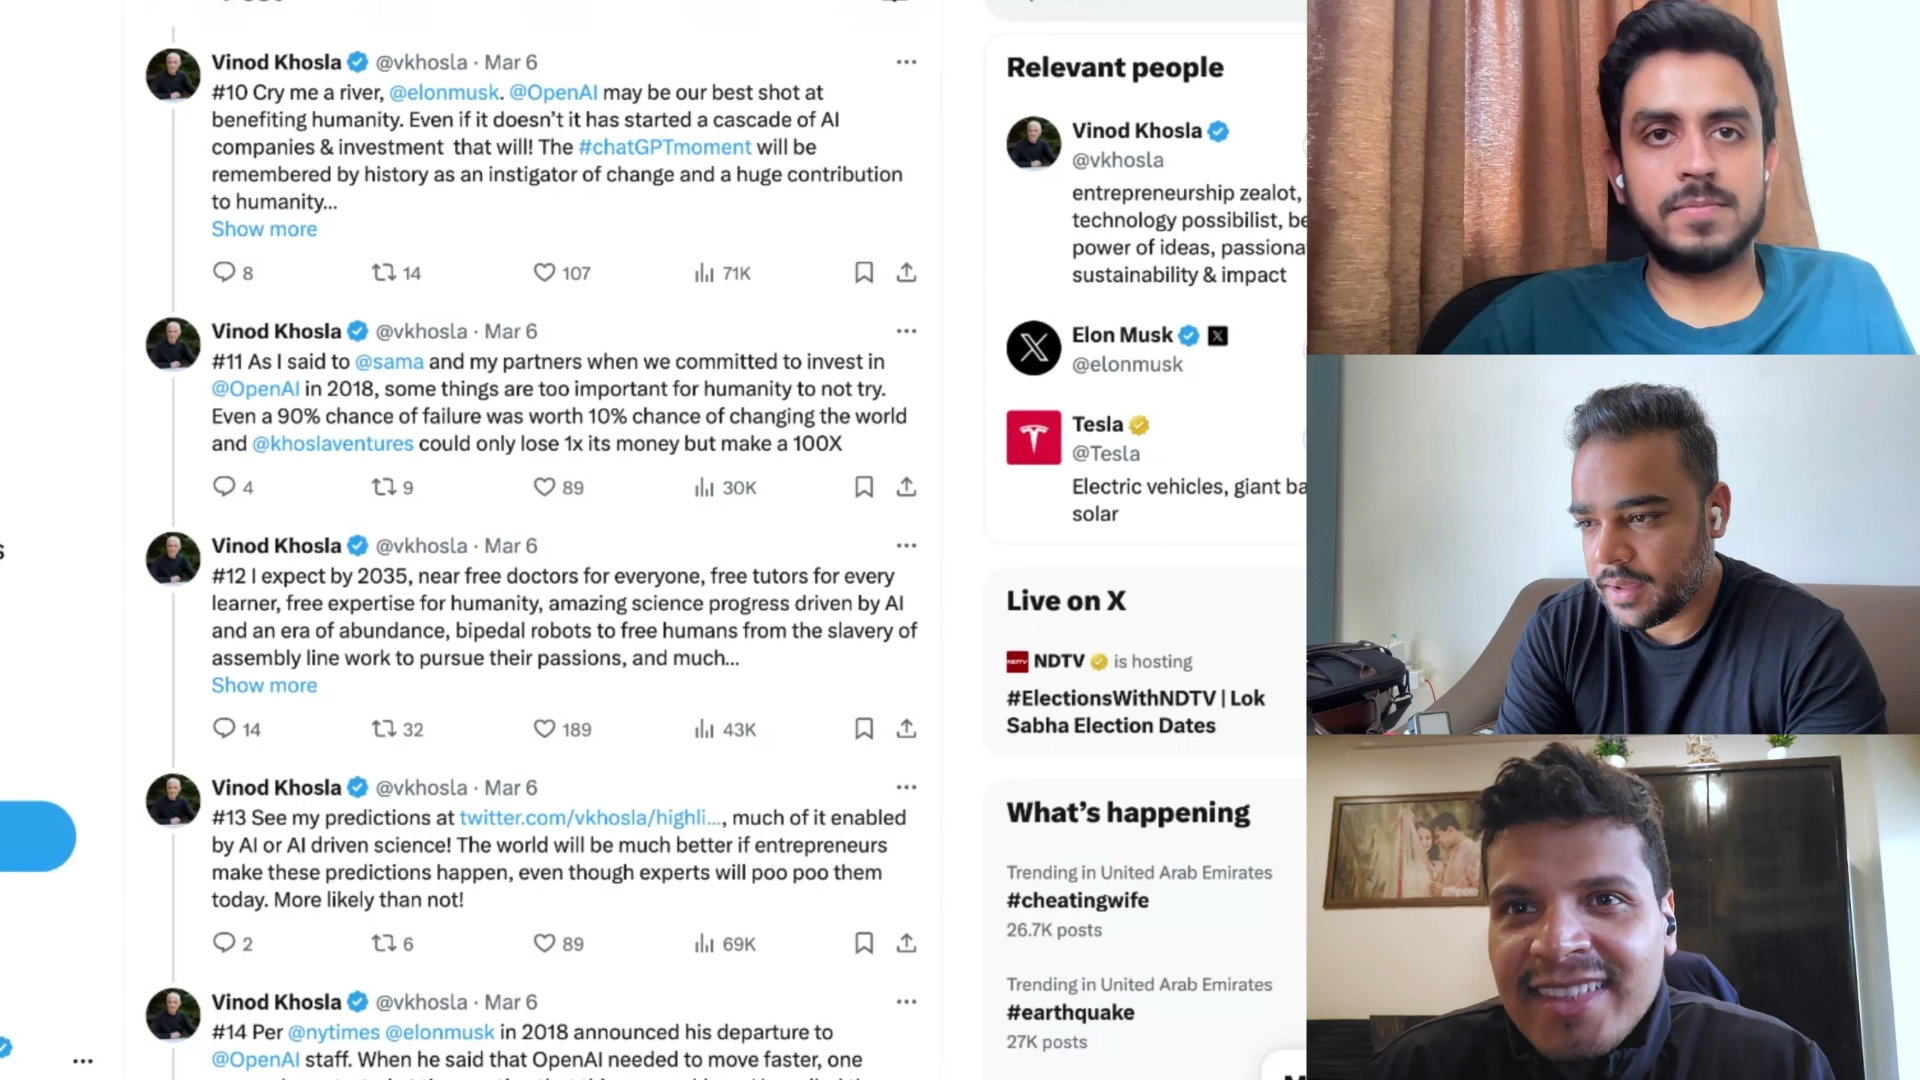 Vinod Khosla @vkhosla · Mar 6
#10 Cry me a river, @elonmusk. @OpenAI may be our best shot at
benefiting humanity. Even if it doesn't it has started a cascade of AI
companies & investment that will! The #chatGPTmoment will be
remembered by history as an instigator of change and a huge contribution
to humanity...
Show more
8 14 107 71K
Vinod Khosla @vkhosla · Mar 6
#11 As I said to @sama and my partners when we committed to invest in
@OpenAI in 2018, some things are too important for humanity to not try.
Even a 90% chance of failure was worth 10% chance of changing the world
and @khoslaventures could only lose 1x its money but make a 100X
4 9 89 30K
Vinod Khosla @vkhosla · Mar 6
#12 I expect by 2035, near free doctors for everyone, free tutors for every
learner, free expertise for humanity, amazing science progress driven by AI
and an era of abundance, bipedal robots to free humans from the slavery of
assembly line work to pursue their passions, and much...
Show more
14 32 189 43K
Vinod Khosla @vkhosla · Mar 6
#13 See my predictions at twitter.com/vkhosla/highli..., much of it enabled
by AI or AI driven science! The world will be much better if entrepreneurs
make these predictions happen, even though experts will poo poo them
today. More likely than not!
2 6 89 69K
Vinod Khosla @vkhosla · Mar 6
#14 Per @nytimes @elonmusk in 2018 announced his departure to
@OpenAI staff. When he said that OpenAI needed to move faster, one
Relevant people
Vinod Khosla
@vkhosla
entrepreneurship zealot,
technology possibilist, be
power of ideas, passiona
sustainability & impact
Elon Musk X
@elonmusk
Tesla
@Tesla
Electric vehicles, giant ba
solar
Live on X
NDTV NDTV is hosting
#ElectionsWithNDTV | Lok
Sabha Election Dates
What's happening
Trending in United Arab Emirates
#cheatingwife
26.7K posts
Trending in United Arab Emirates
#earthquake
27K posts